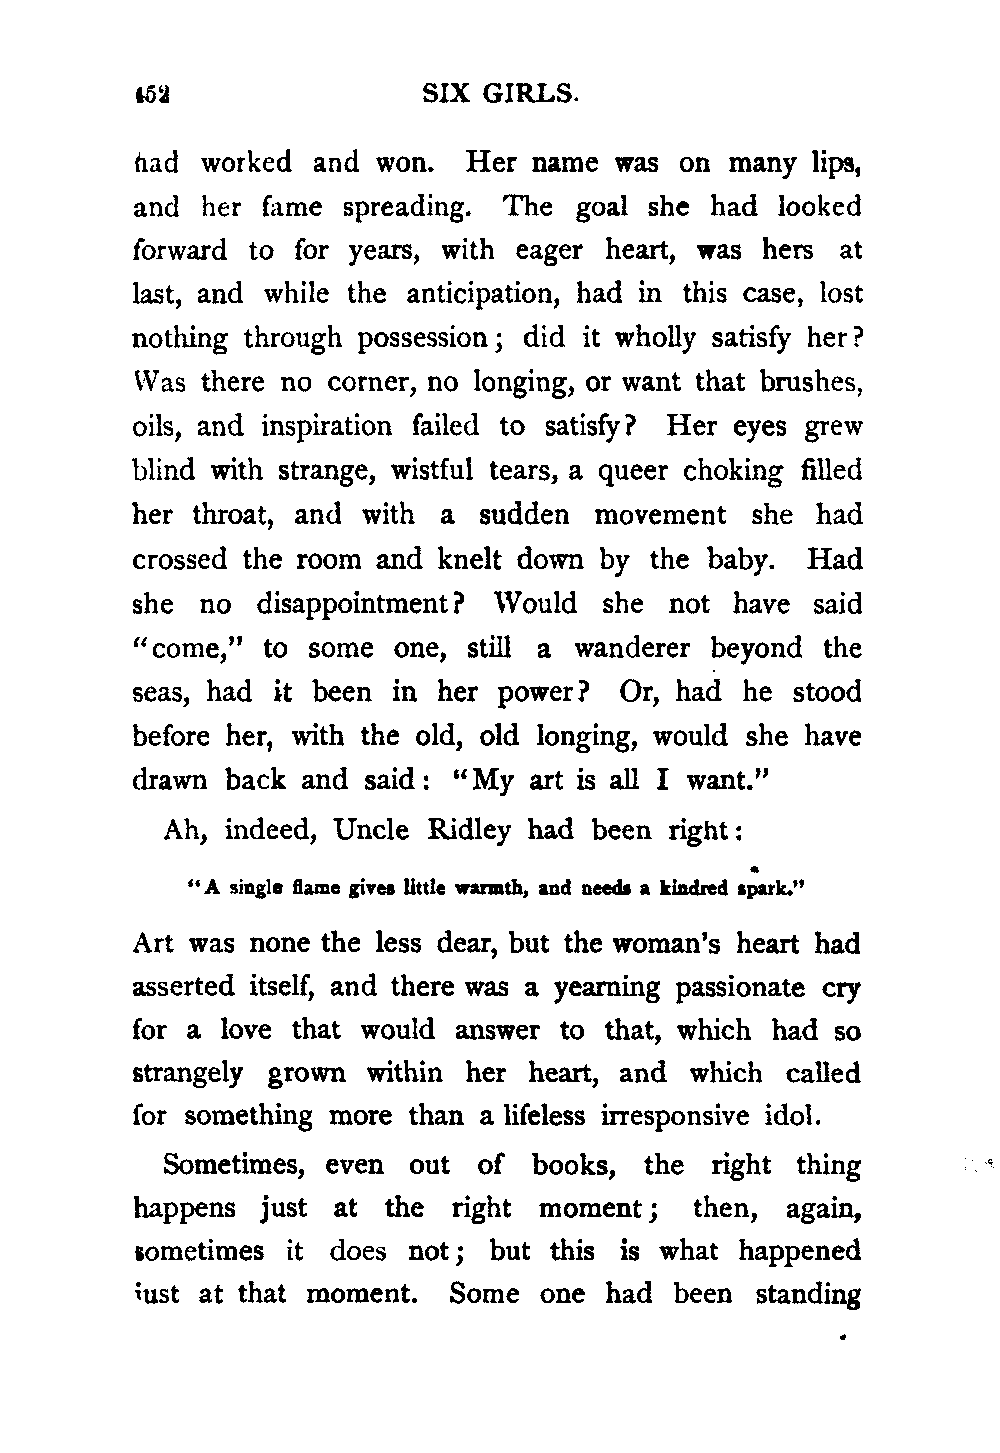 452 SIX GIRLS.
had worked and won. Her name was on many lips,
and her fame spreading. The goal she had looked
forward to for years, with eager heart, was hers at
last, and while the anticipation, had in this case, lost
nothing through possession; did it wholly satisfy her?
Was there no corner, no longing, or want that brushes,
oils, and inspiration failed to satisfy? Her eyes grew
blind with strange, wistful tears, a queer choking filled
her throat, and with a sudden movement she had
crossed the room and knelt down by the baby. Had
she no disappointment? Would she not have said
"come," to some one, still a wanderer beyond the
seas, had it been in her power? Or, had he stood
before her, with the old, old longing, would she have
drawn back and said: "My art is all I want."
Ah, indeed, Uncle Ridley had been right:
"A single flame gives little warmth, and needs a kindred spark."
Art was none the less dear, but the woman's heart had
asserted itself, and there was a yearning passionate cry
for a love that would answer to that, which had so
strangely grown within her heart, and which called
for something more than a lifeless irresponsive idol.
Sometimes, even out of books, the right thing
happens just at the right moment; then, again,
sometimes it does not; but this is what happened
just at that moment. Some one had been standing